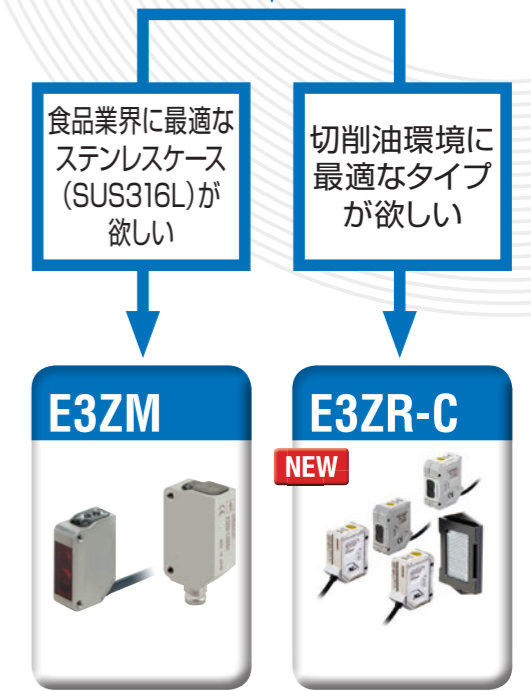 食品業界に最適な
ステンレスケース
(SUS316L)が
欲しい
切削油環境に
最適なタイプ
が欲しい
E3ZM
E3ZR-C
NEW